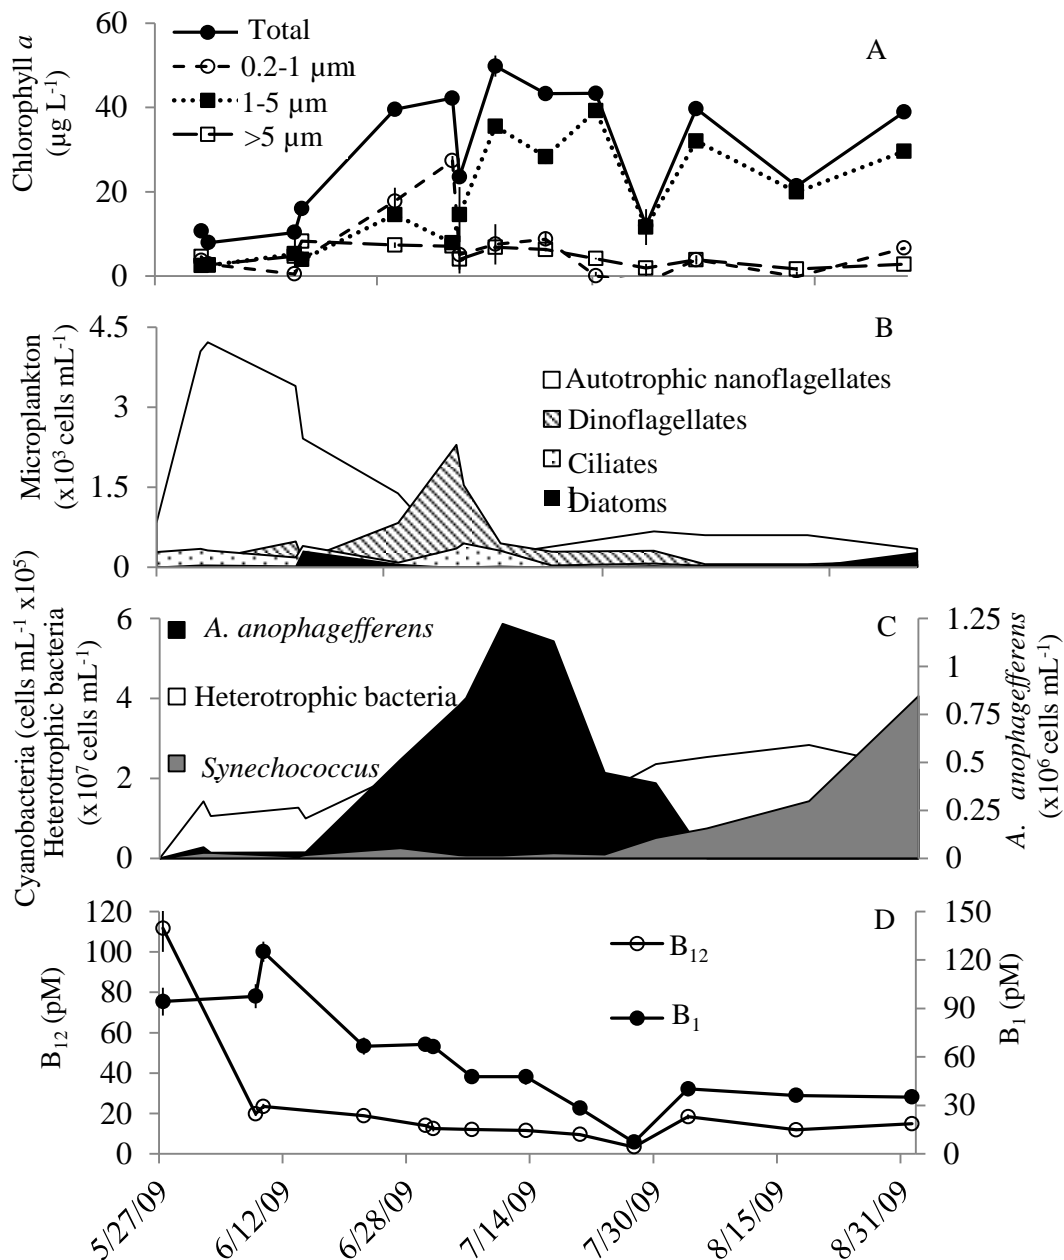 Chlorophyll a
(µg L-1)
60
40
20
0
Total
0.2-1 µm
1-5 µm
>5 µm
A
Microplankton
(x10³ cells mL-1)
4.5
3
1.5
0
B
Autotrophic nanoflagellates
Dinoflagellates
Ciliates
Diatoms
Cyanobacteria (cells mL-1 x10⁵)
Heterotrophic bacteria
(x10⁷ cells mL-1)
6
4
2
0
A. anophagefferens
Heterotrophic bacteria
Synechococcus
C
1.25
1
0.75
0.5
0.25
0
A. anophagefferens
(x10⁶ cells mL-1)
B12 (pM)
120
100
80
60
40
20
0
D
B12
B1
150
120
90
60
30
0
B1 (pM)
5/27/09
6/12/09
6/28/09
7/14/09
7/30/09
8/15/09
8/31/09